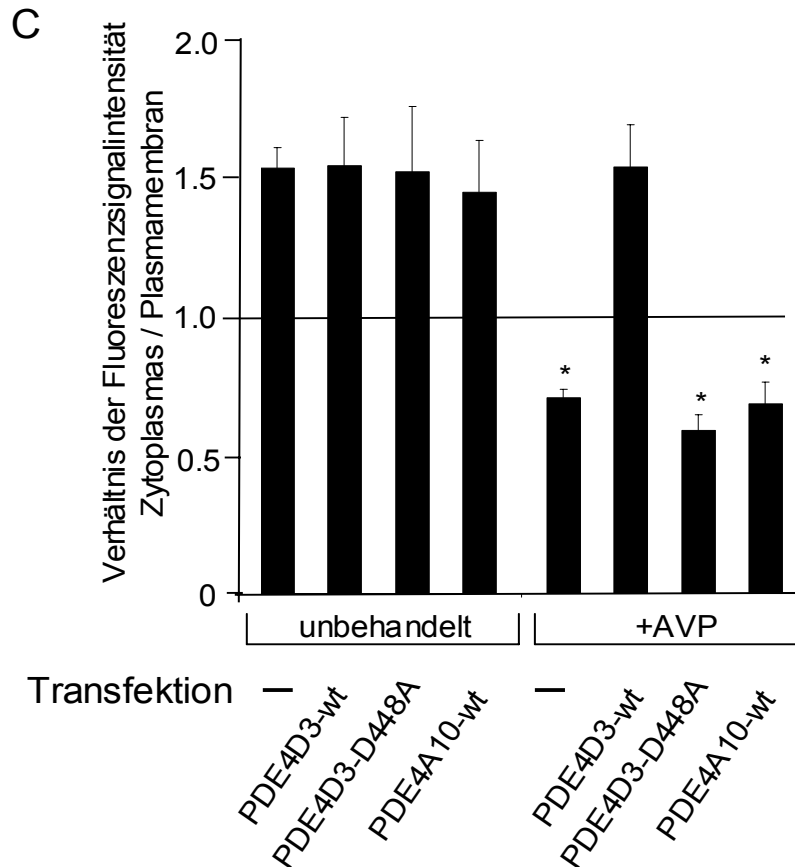 C
Verhältnis der Fluoreszenzsignalintensität
Zytoplasmas / Plasmamembran
2.0
1.5
1.0
0.5
0
*
*
*
unbehandelt
+AVP
Transfektion – –
PDE4D3-wt
PDE4D3-D448A
PDE4A10-wt
PDE4D3-wt
PDE4D3-D448A
PDE4A10-wt